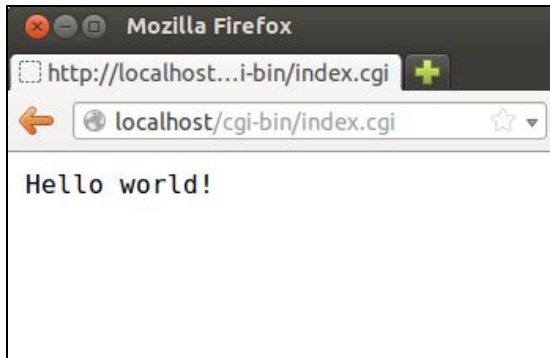 Mozilla Firefox
http://localhost...i-bin/index.cgi
localhost/cgi-bin/index.cgi
Hello world!